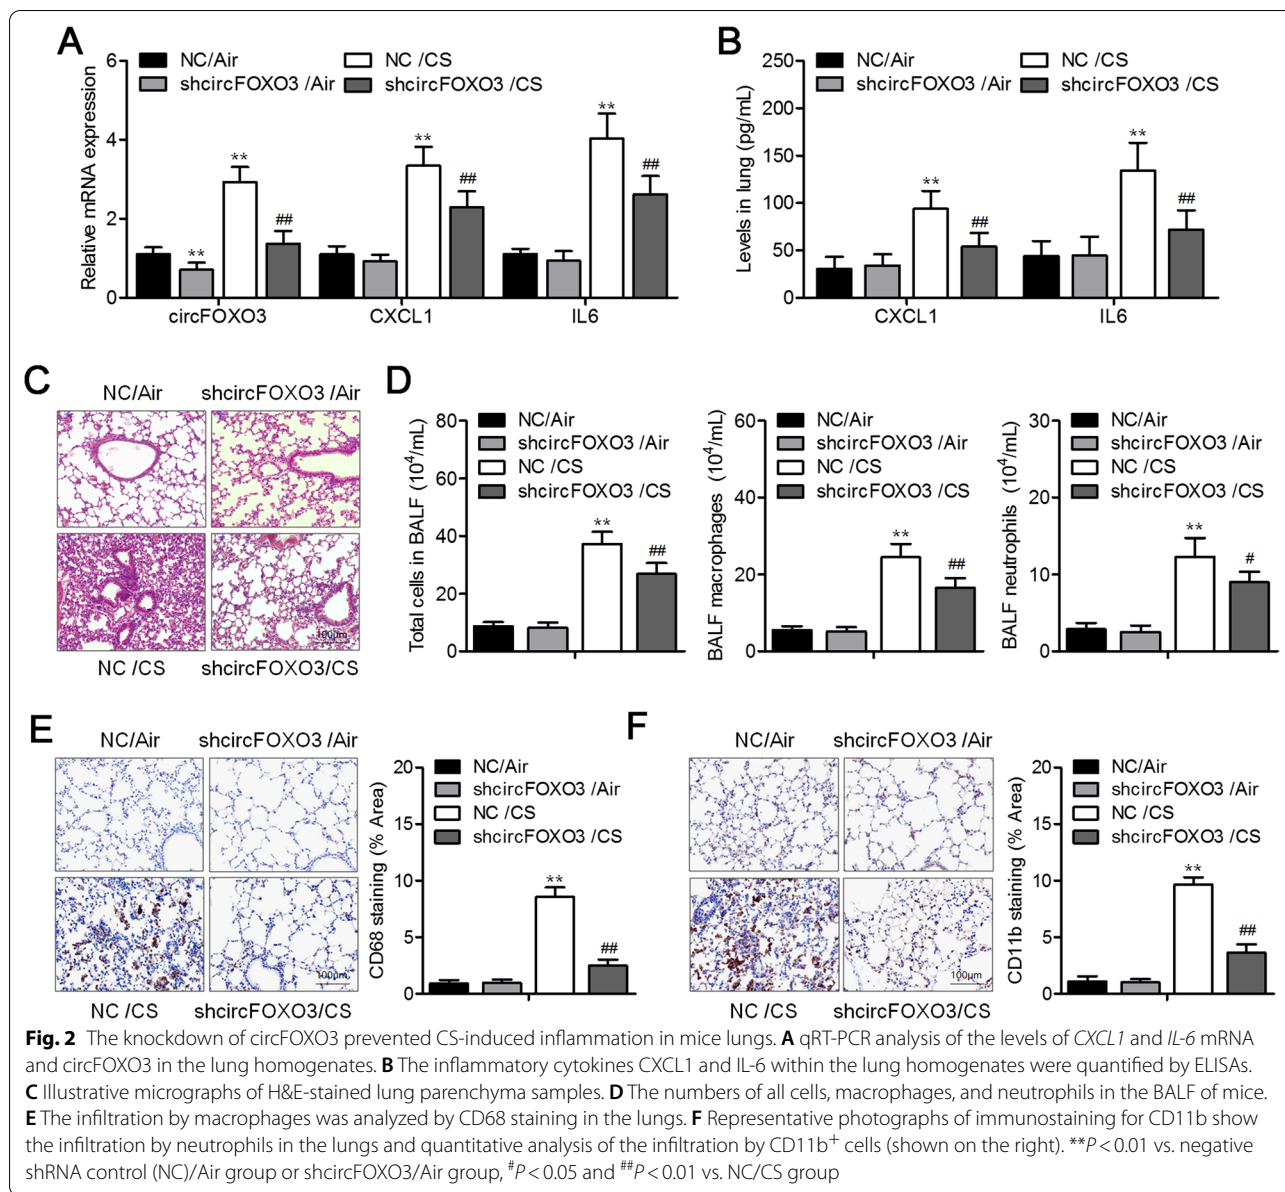 A
NC/Air
NC /CS
shcircFOXO3 /Air
shcircFOXO3 /CS
Relative mRNA expression
6
4
2
0
**
**
##
**
##
**
##
circFOXO3
CXCL1
IL6
B
NC/Air
NC /CS
shcircFOXO3 /Air
shcircFOXO3 /CS
Levels in lung (pg/mL)
250
200
150
100
50
0
**
##
**
##
CXCL1
IL6
C
NC/Air
shcircFOXO3 /Air
100μm
NC /CS
shcircFOXO3/CS
D
NC/Air
shcircFOXO3 /Air
NC /CS
shcircFOXO3 /CS
Total cells in BALF (10⁴/mL)
80
60
40
20
0
**
##
NC/Air
shcircFOXO3 /Air
NC /CS
shcircFOXO3 /CS
BALF macrophages (10⁴/mL)
60
40
20
0
**
##
NC/Air
shcircFOXO3 /Air
NC /CS
shcircFOXO3 /CS
BALF neutrophils (10⁴/mL)
30
20
10
0
**
#
E
NC/Air
shcircFOXO3 /Air
100μm
NC /CS
shcircFOXO3/CS
NC/Air
shcircFOXO3 /Air
NC /CS
shcircFOXO3 /CS
CD68 staining (% Area)
20
15
10
5
0
**
##
F
NC/Air
shcircFOXO3 /Air
100μm
NC /CS
shcircFOXO3/CS
NC/Air
shcircFOXO3 /Air
NC /CS
shcircFOXO3 /CS
CD11b staining (% Area)
20
15
10
5
0
**
##
Fig. 2 The knockdown of circFOXO3 prevented CS-induced inflammation in mice lungs. A qRT-PCR analysis of the levels of CXCL1 and IL-6 mRNA
and circFOXO3 in the lung homogenates. B The inflammatory cytokines CXCL1 and IL-6 within the lung homogenates were quantified by ELISAs.
C Illustrative micrographs of H&E-stained lung parenchyma samples. D The numbers of all cells, macrophages, and neutrophils in the BALF of mice.
E The infiltration by macrophages was analyzed by CD68 staining in the lungs. F Representative photographs of immunostaining for CD11b show
the infiltration by neutrophils in the lungs and quantitative analysis of the infiltration by CD11b⁺ cells (shown on the right). **P < 0.01 vs. negative
shRNA control (NC)/Air group or shcircFOXO3/Air group, #P < 0.05 and ##P < 0.01 vs. NC/CS group